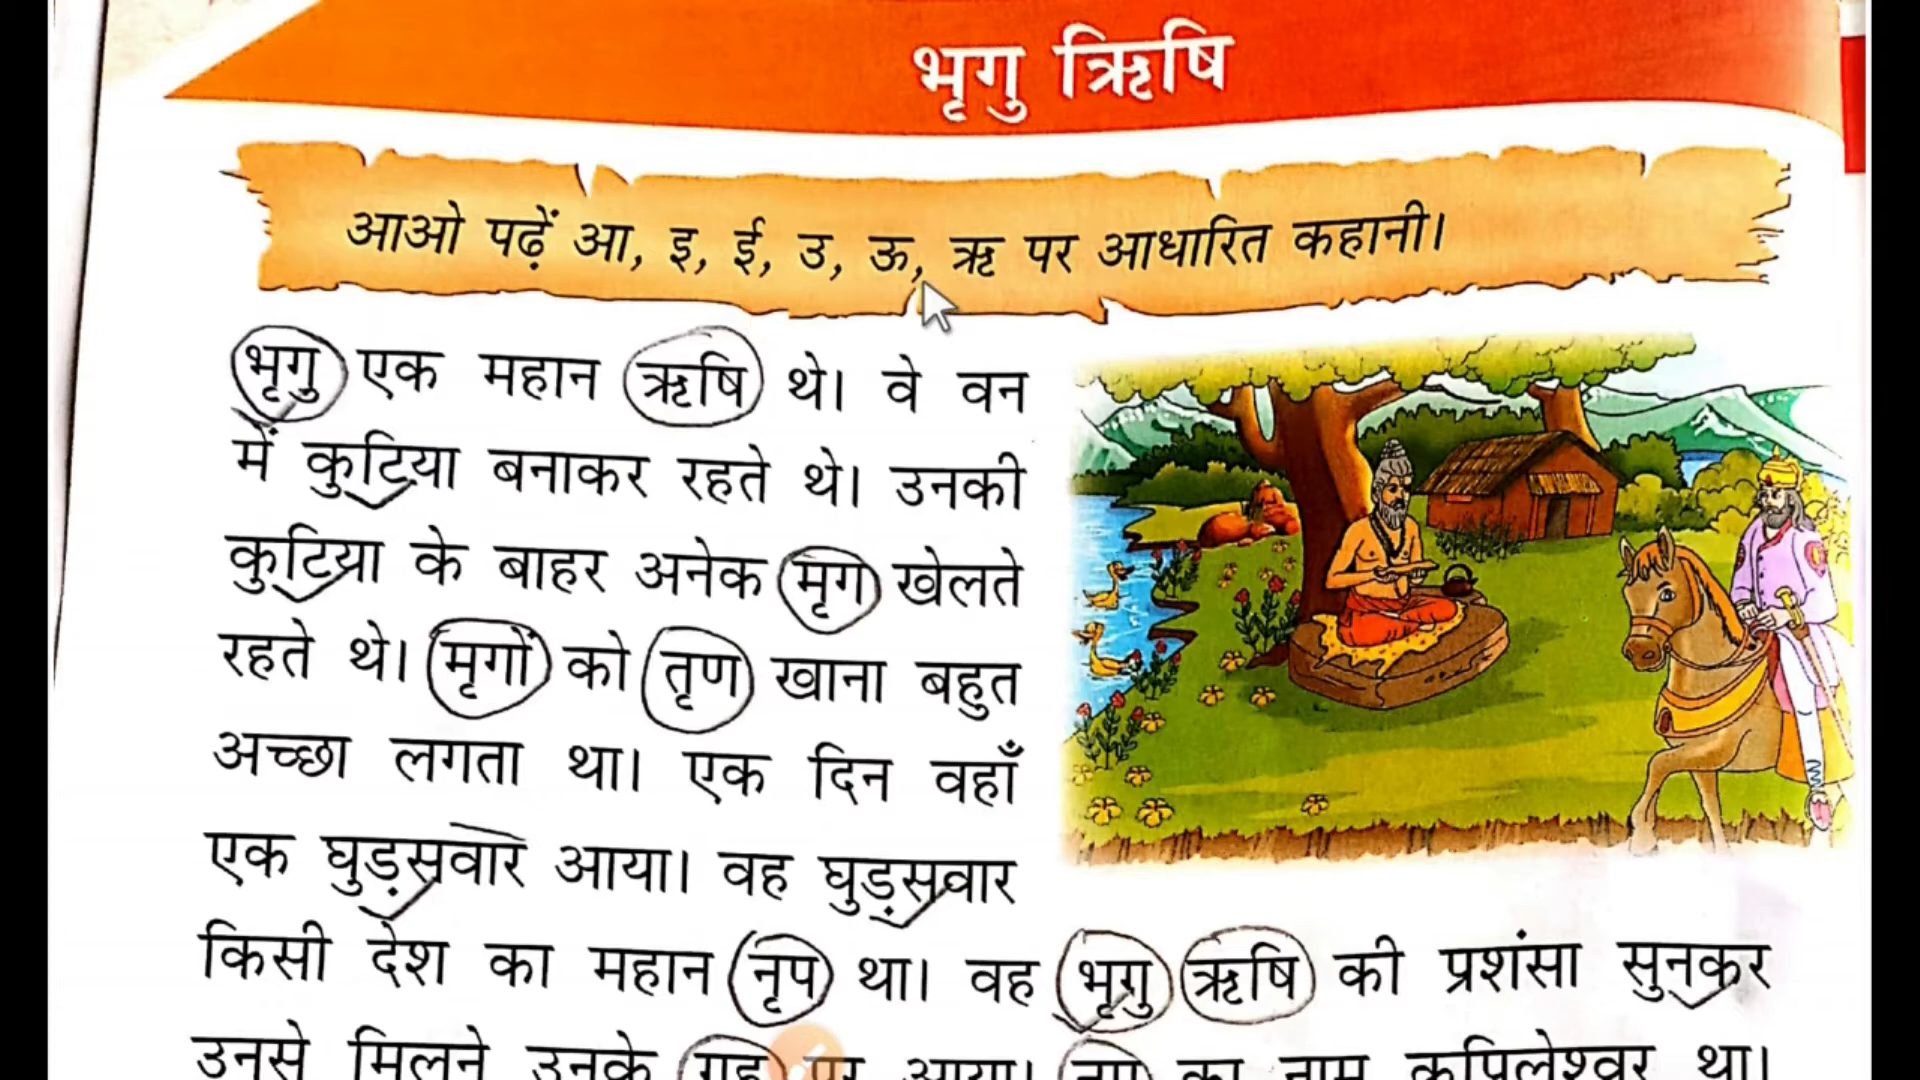 भृगु ऋिषि
आओ पढ़ें आ, इ, ई, उ, ऊ, ऋ पर आधारित कहानी।
भृगु एक महान ऋषि थे। वे वन
में कुटिया बनाकर रहते थे। उनकी
कुटिया के बाहर अनेक मृग खेलते
रहते थे। मृगों को तृण खाना बहुत
अच्छा लगता था। एक दिन वहाँ
एक घुड़सवार आया। वह घुड़सवार
किसी देश का महान नृप था। वह भृगु ऋषि की प्रशंसा सुनकर
उनसे मिलने उनके गृह पर आया। नृप का नाम कपिलेश्वर था।